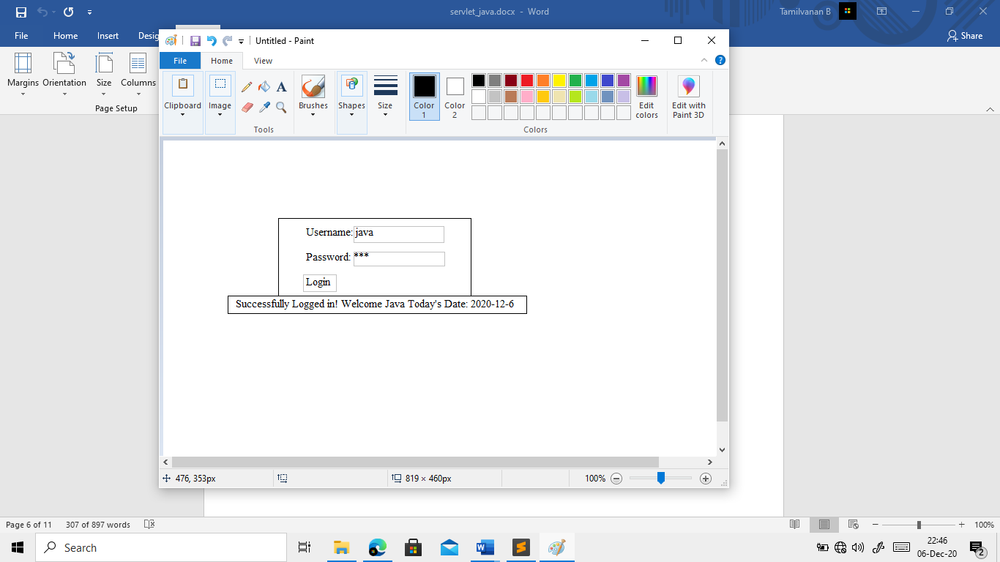 servlet_java.docx - Word
Tamilvanan B
File Home Insert Desig
Share
Margins Orientation Size Columns
Page Setup
Untitled - Paint
File Home View
Clipboard Image Brushes Shapes Size Color 1 Color 2 Edit colors Edit with Paint 3D
A
Tools Colors
Username: java
Password: ***
Login
Successfully Logged in! Welcome Java Today's Date: 2020-12-6
476, 353px 819 × 460px 100%
Page 6 of 11 307 of 897 words 100%
Search
22:46
06-Dec-20
2